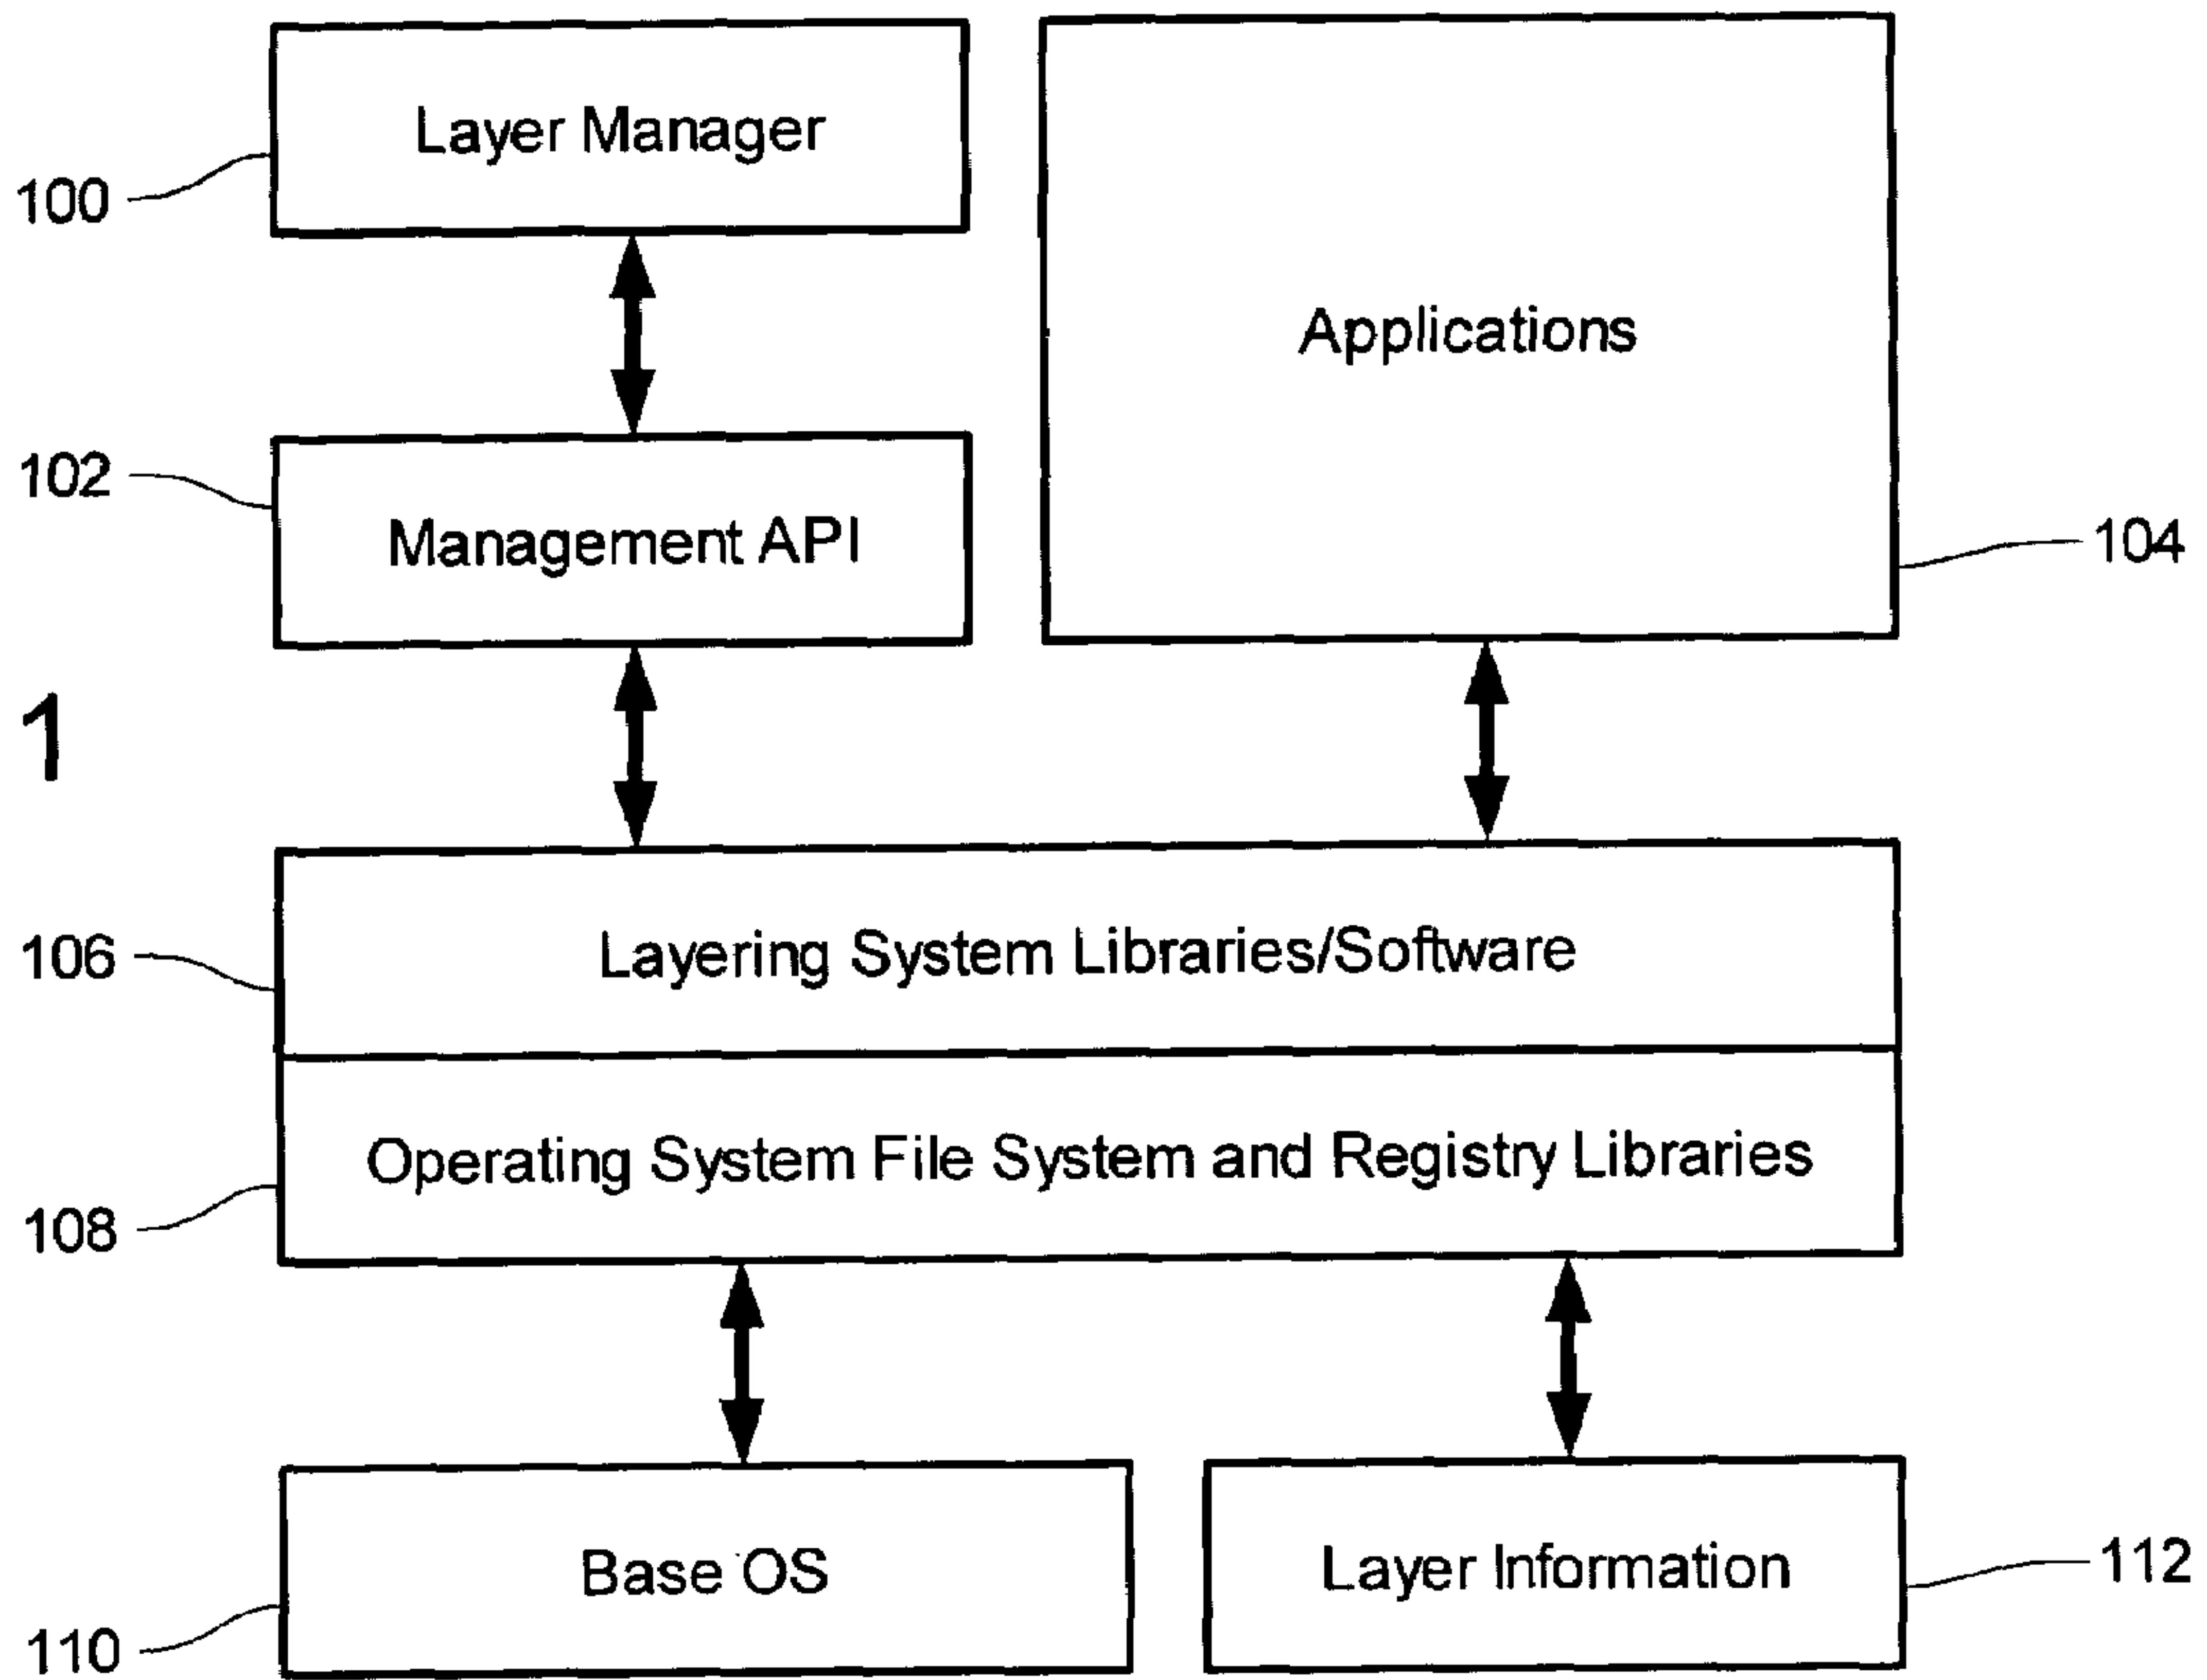 Layer Manager
100
Applications
102
Management API
104
1
106
Layering System Libraries/Software
Operating System File System and Registry Libraries
108
Base OS
Layer Information
112
110